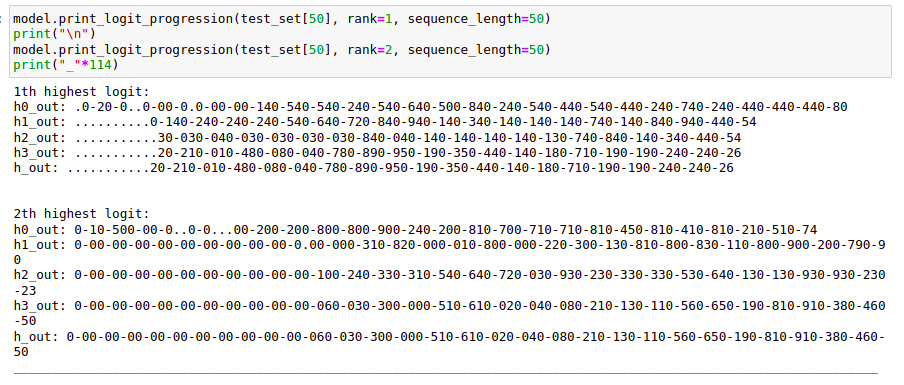 model.print_logit_progression(test_set[50], rank=1, sequence_length=50)
print("\n")
model.print_logit_progression(test_set[50], rank=2, sequence_length=50)
print("_"*114)
1th highest logit:
h0_out: .0-20-0..0-00-0.0-00-00-140-540-540-240-540-640-500-840-240-540-440-540-440-240-740-240-440-440-440-80
h1_out: ..........0-140-240-240-240-540-640-720-840-940-140-340-140-140-140-740-140-840-940-440-54
h2_out: ...........30-030-040-030-030-030-030-840-040-140-140-140-140-130-740-840-140-340-440-54
h3_out: ...........20-210-010-480-080-040-780-890-950-190-350-440-140-180-710-190-190-240-240-26
h_out: ...........20-210-010-480-080-040-780-890-950-190-350-440-140-180-710-190-190-240-240-26
2th highest logit:
h0_out: 0-10-500-00-0..0-0...00-200-200-800-800-900-240-200-810-700-710-710-810-450-810-410-810-210-510-74
h1_out: 0-00-00-00-00-00-00-00-00-00-0.00-000-310-820-000-010-800-000-220-300-130-810-800-830-110-800-900-200-790-9
0
h2_out: 0-00-00-00-00-00-00-00-00-00-00-100-240-330-310-540-640-720-030-930-230-330-330-530-640-130-130-930-930-230
-23
h3_out: 0-00-00-00-00-00-00-00-00-00-00-060-030-300-000-510-610-020-040-080-210-130-110-560-650-190-810-910-380-460
-50
h_out: 0-00-00-00-00-00-00-00-00-00-00-060-030-300-000-510-610-020-040-080-210-130-110-560-650-190-810-910-380-460-
50
__________________________________________________________________________________________________________________